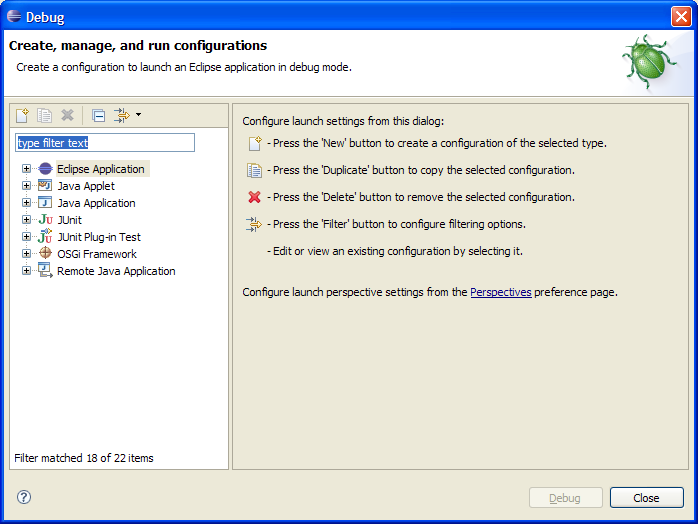 Debug
Create, manage, and run configurations
Create a configuration to launch an Eclipse application in debug mode.
type filter text
Eclipse Application
Java Applet
Java Application
JUnit
JUnit Plug-in Test
OSGi Framework
Remote Java Application
Filter matched 18 of 22 items
Configure launch settings from this dialog:
- Press the 'New' button to create a configuration of the selected type.
- Press the 'Duplicate' button to copy the selected configuration.
- Press the 'Delete' button to remove the selected configuration.
- Press the 'Filter' button to configure filtering options.
- Edit or view an existing configuration by selecting it.
Configure launch perspective settings from the Perspectives preference page.
Debug
Close